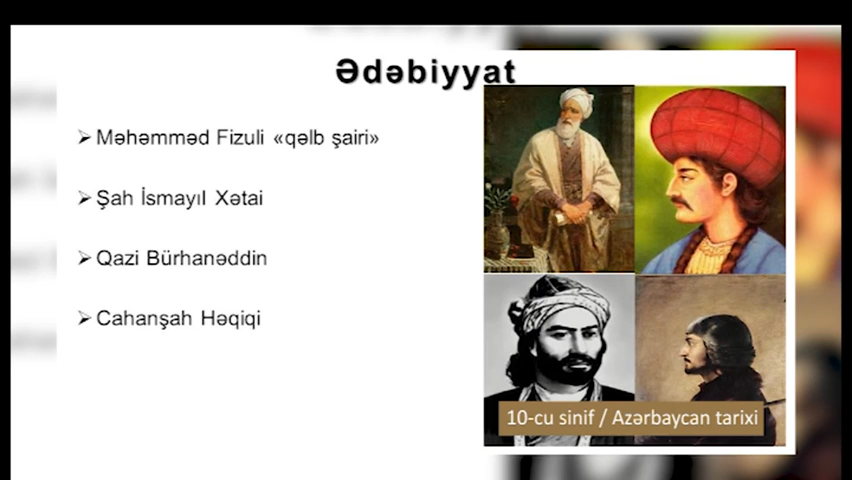 Ədəbiyyat
Məhəmməd Fizuli «qəlb şairi»
Şah İsmayıl Xətai
Qazi Bürhanəddin
Cahanşah Həqiqi
10-cu sinif / Azərbaycan tarixi